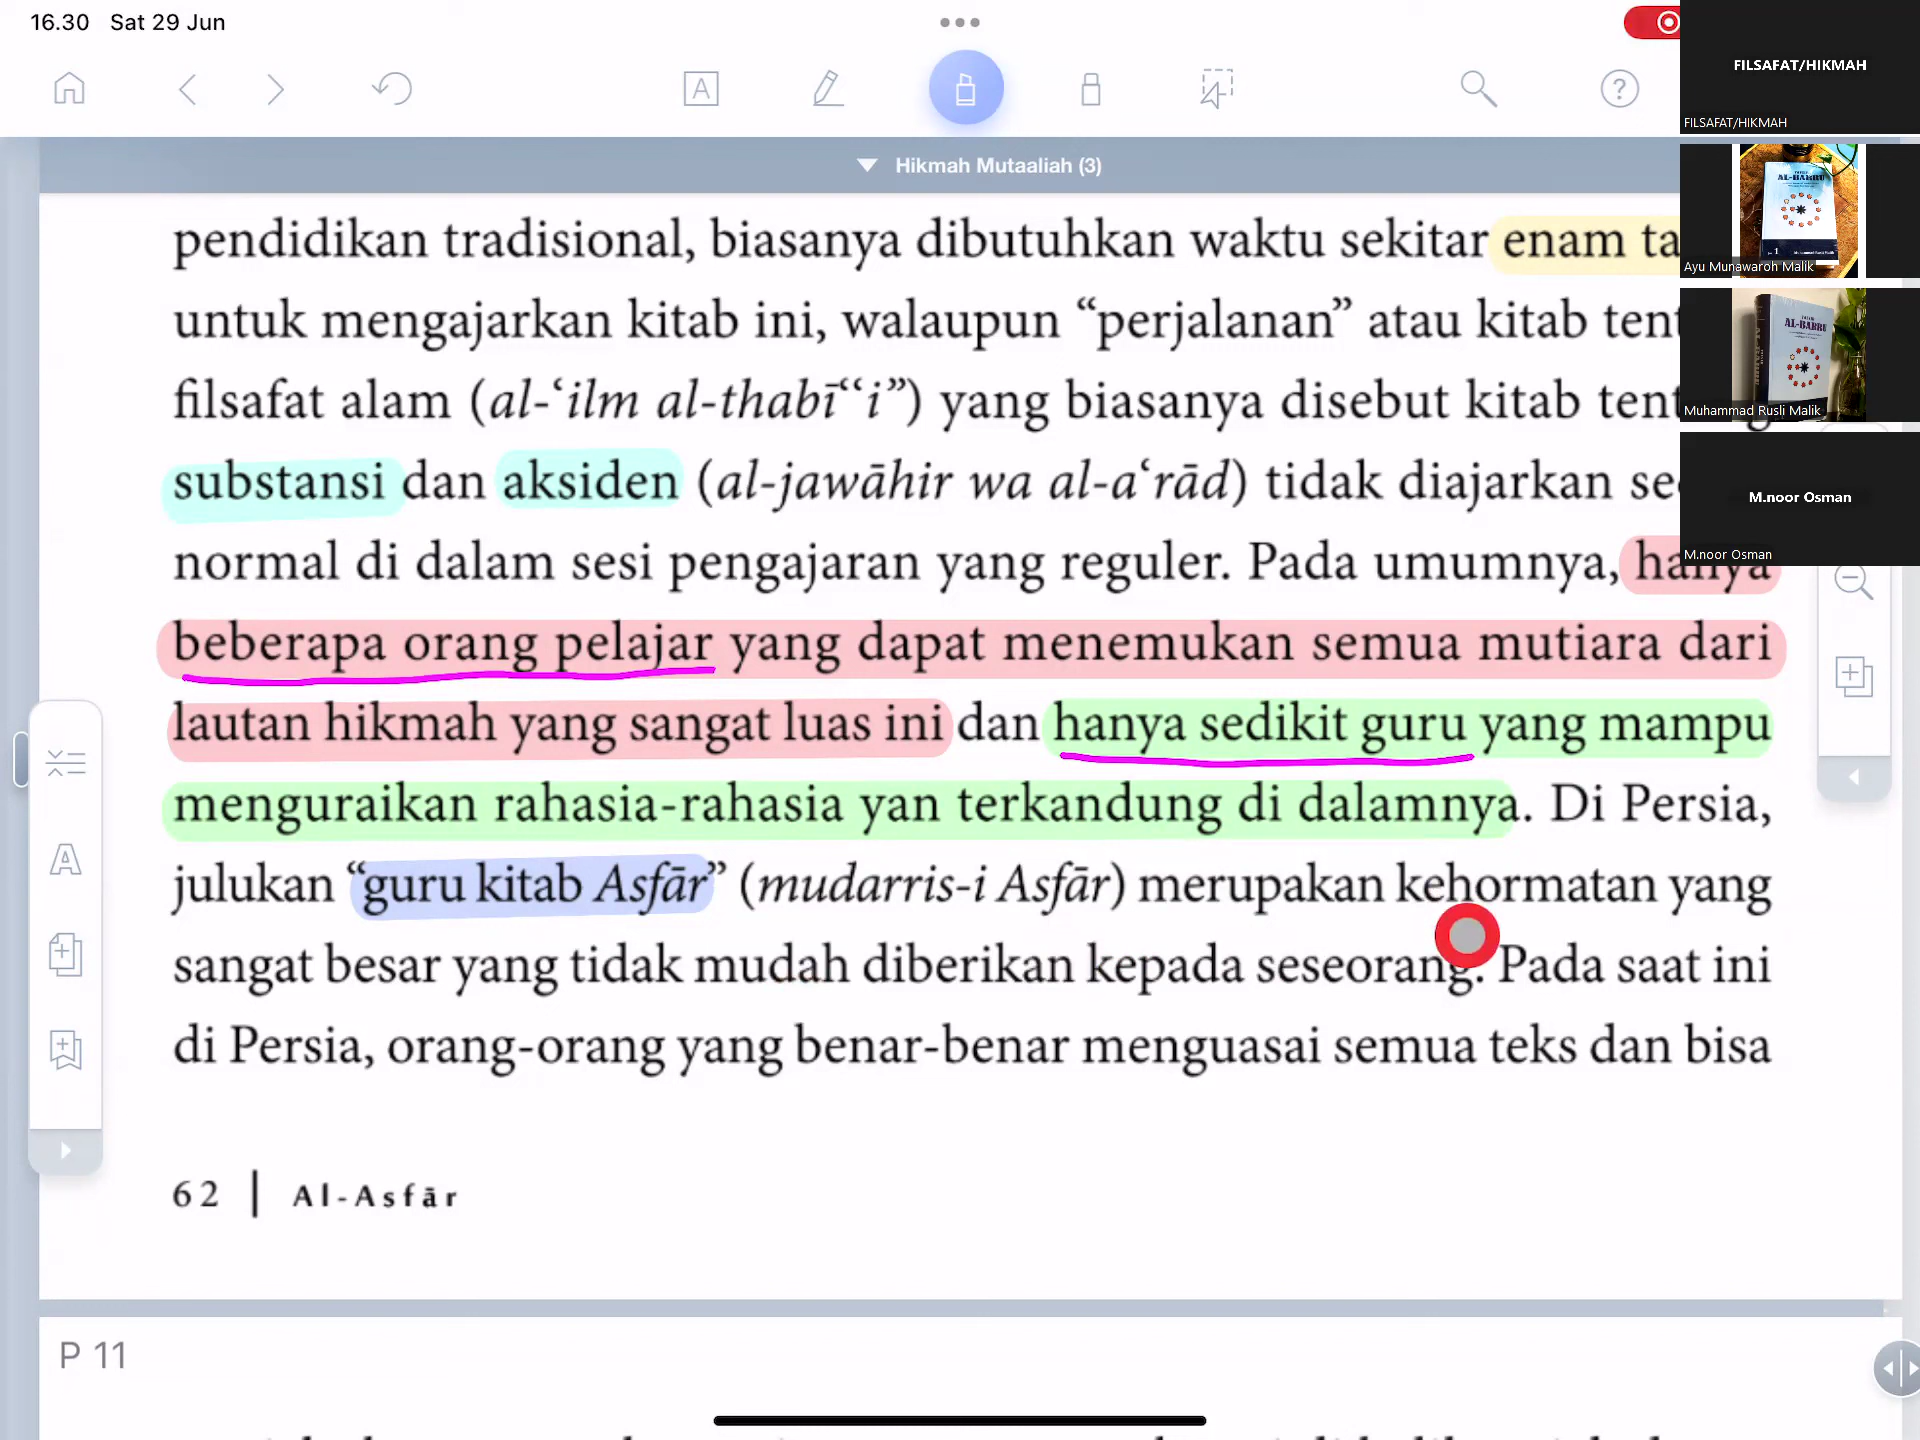 16.30 Sat 29 Jun
FILSAFAT/HIKMAH
FILSAFAT/HIKMAH
Hikmah Mutaaliah (3)
AL-BAHRU
1
Ayu Munawaroh Malik
AL-BAHRU
Muhammad Rusli Malik
M.noor Osman
M.noor Osman
pendidikan tradisional, biasanya dibutuhkan waktu sekitar enam ta
untuk mengajarkan kitab ini, walaupun “perjalanan” atau kitab tent
filsafat alam (al-‘ilm al-thabī‘‘i”) yang biasanya disebut kitab tent g
substansi dan aksiden (al-jawāhir wa al-a‘rād) tidak diajarkan se
normal di dalam sesi pengajaran yang reguler. Pada umumnya, hanya
beberapa orang pelajar yang dapat menemukan semua mutiara dari
lautan hikmah yang sangat luas ini dan hanya sedikit guru yang mampu
menguraikan rahasia-rahasia yan terkandung di dalamnya. Di Persia,
julukan “guru kitab Asfār” (mudarris-i Asfār) merupakan kehormatan yang
sangat besar yang tidak mudah diberikan kepada seseorang. Pada saat ini
di Persia, orang-orang yang benar-benar menguasai semua teks dan bisa
62 | Al-Asfār
P 11